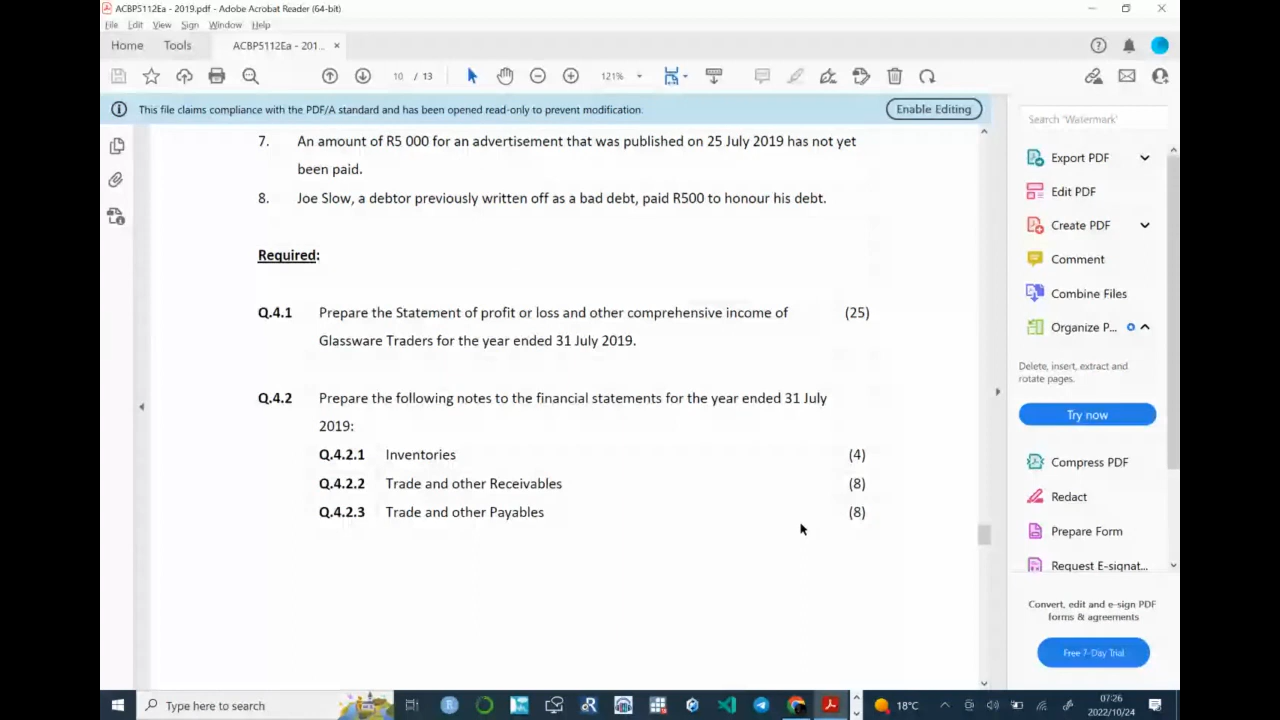 ACBP5112Ea - 2019.pdf - Adobe Acrobat Reader (64-bit)
File Edit View Sign Window Help
Home Tools ACBP5112Ea - 201... ×
10 / 13 121%
This file claims compliance with the PDF/A standard and has been opened read-only to prevent modification. Enable Editing
7. An amount of R5 000 for an advertisement that was published on 25 July 2019 has not yet
been paid.
8. Joe Slow, a debtor previously written off as a bad debt, paid R500 to honour his debt.
Required:
Q.4.1 Prepare the Statement of profit or loss and other comprehensive income of (25)
Glassware Traders for the year ended 31 July 2019.
Q.4.2 Prepare the following notes to the financial statements for the year ended 31 July
2019:
Q.4.2.1 Inventories (4)
Q.4.2.2 Trade and other Receivables (8)
Q.4.2.3 Trade and other Payables (8)
Search 'Watermark'
Export PDF
Edit PDF
Create PDF
Comment
Combine Files
Organize P...
Delete, insert, extract and
rotate pages.
Try now
Compress PDF
Redact
Prepare Form
Request E-signat...
Convert, edit and e-sign PDF
forms & agreements
Free 7-Day Trial
Type here to search
18°C
07:26
2022/10/24